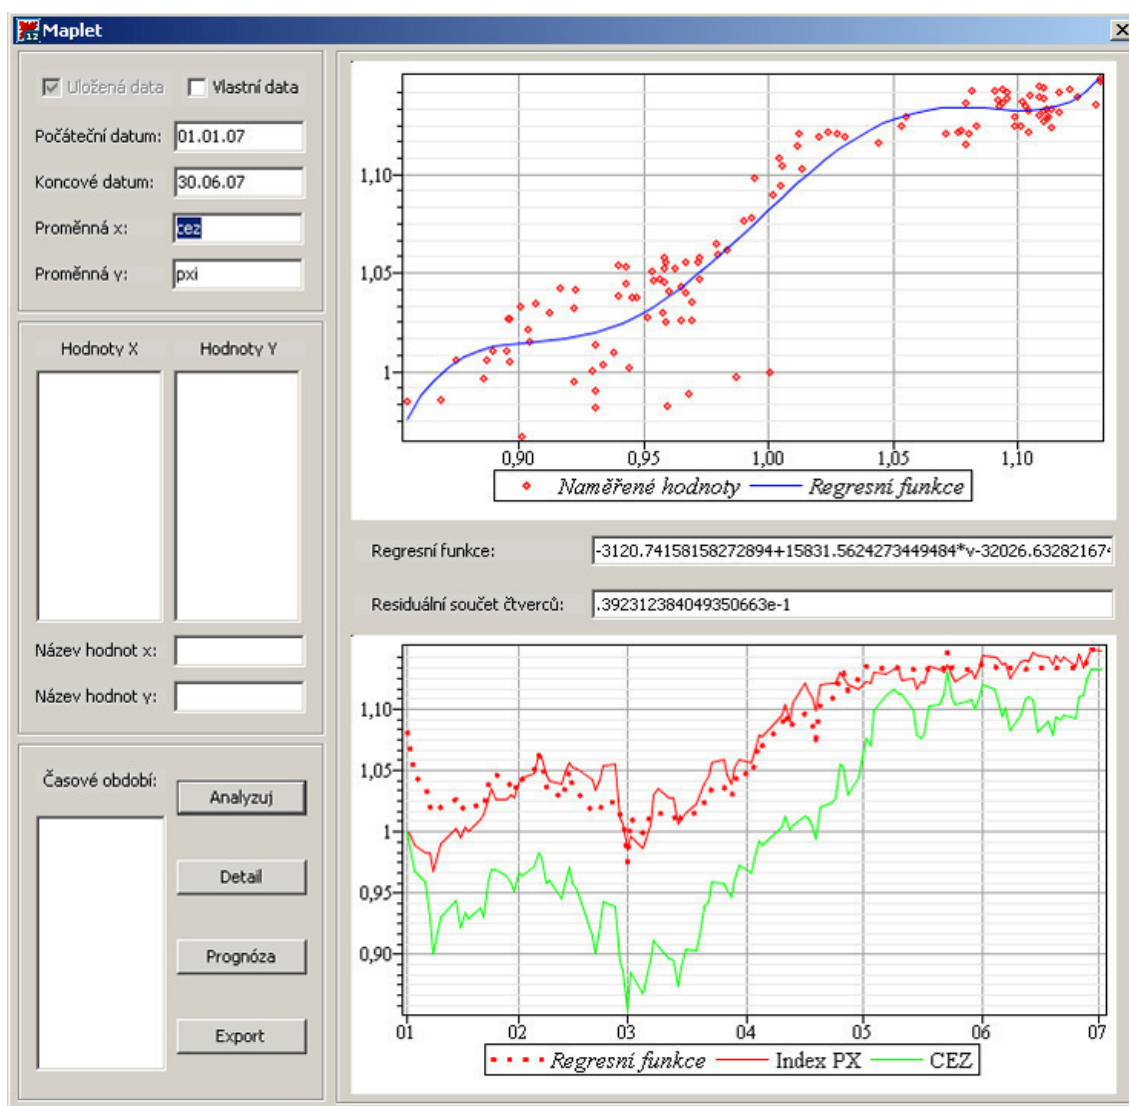 Maplet
Uložená data Vlastní data
Počáteční datum: 01.01.07
Koncové datum: 30.06.07
Proměnná x: cez
Proměnná y: pxi
Hodnoty X Hodnoty Y
Název hodnot x:
Název hodnot y:
Časové období:
Analyzuj
Detail
Prognóza
Export
1,10
1,05
1
0,90 0,95 1,00 1,05 1,10
Naměřené hodnoty Regresní funkce
Regresní funkce: -3120.74158158272894+15831.5624273449484*v-32026.632821674
Residuální součet čtverců: .392312384049350663e-1
1,10
1,05
1
0,95
0,90
01 02 03 04 05 06 07
Regresní funkce Index PX CEZ